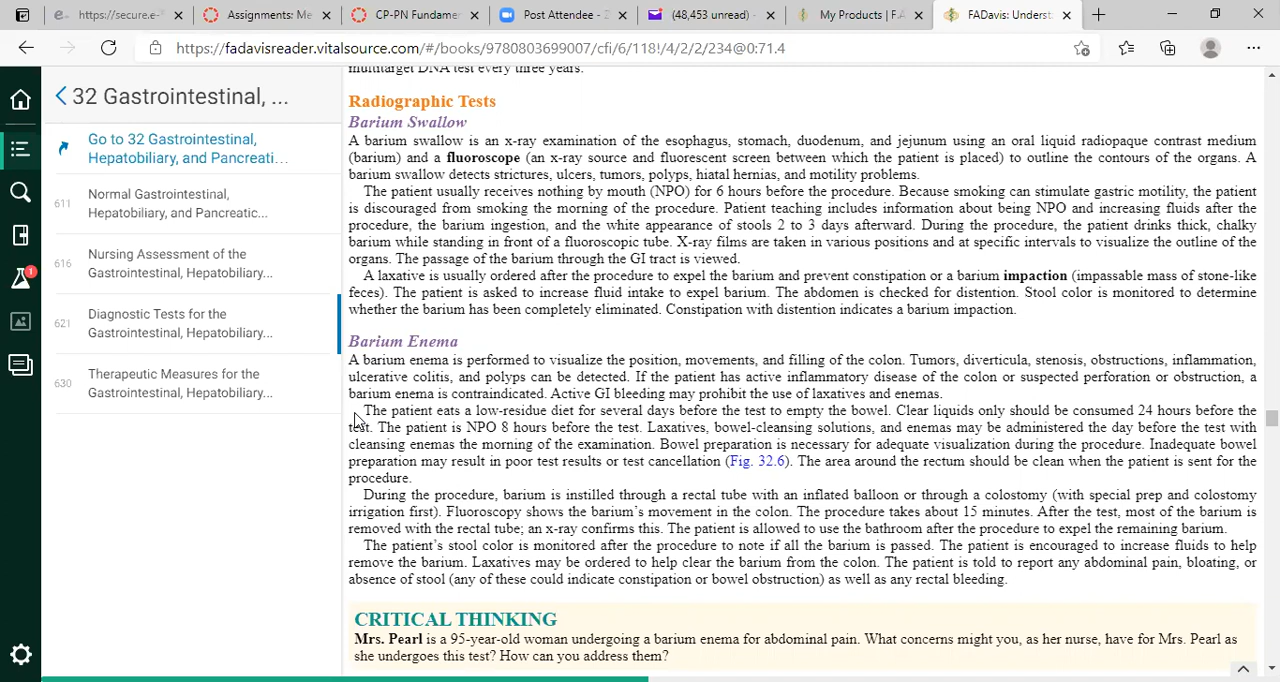 https://secure.e-
Assignments: Me
CP-PN Fundame
Post Attendee - Z
(48,453 unread) -
My Products | F.A
FADavis: Underst
https://fadavisreader.vitalsource.com/#/books/9780803699007/cfi/6/118!/4/2/2/234@0:71.4
32 Gastrointestinal, ...
Go to 32 Gastrointestinal,
Hepatobiliary, and Pancreati...
611
Normal Gastrointestinal,
Hepatobiliary, and Pancreatic...
616
Nursing Assessment of the
Gastrointestinal, Hepatobiliary...
621
Diagnostic Tests for the
Gastrointestinal, Hepatobiliary...
630
Therapeutic Measures for the
Gastrointestinal, Hepatobiliary...
1
multitarget DNA test every three years.
Radiographic Tests
Barium Swallow
A barium swallow is an x-ray examination of the esophagus, stomach, duodenum, and jejunum using an oral liquid radiopaque contrast medium
(barium) and a fluoroscope (an x-ray source and fluorescent screen between which the patient is placed) to outline the contours of the organs. A
barium swallow detects strictures, ulcers, tumors, polyps, hiatal hernias, and motility problems.
The patient usually receives nothing by mouth (NPO) for 6 hours before the procedure. Because smoking can stimulate gastric motility, the patient
is discouraged from smoking the morning of the procedure. Patient teaching includes information about being NPO and increasing fluids after the
procedure, the barium ingestion, and the white appearance of stools 2 to 3 days afterward. During the procedure, the patient drinks thick, chalky
barium while standing in front of a fluoroscopic tube. X-ray films are taken in various positions and at specific intervals to visualize the outline of the
organs. The passage of the barium through the GI tract is viewed.
A laxative is usually ordered after the procedure to expel the barium and prevent constipation or a barium impaction (impassable mass of stone-like
feces). The patient is asked to increase fluid intake to expel barium. The abdomen is checked for distention. Stool color is monitored to determine
whether the barium has been completely eliminated. Constipation with distention indicates a barium impaction.
Barium Enema
A barium enema is performed to visualize the position, movements, and filling of the colon. Tumors, diverticula, stenosis, obstructions, inflammation,
ulcerative colitis, and polyps can be detected. If the patient has active inflammatory disease of the colon or suspected perforation or obstruction, a
barium enema is contraindicated. Active GI bleeding may prohibit the use of laxatives and enemas.
The patient eats a low-residue diet for several days before the test to empty the bowel. Clear liquids only should be consumed 24 hours before the
test. The patient is NPO 8 hours before the test. Laxatives, bowel-cleansing solutions, and enemas may be administered the day before the test with
cleansing enemas the morning of the examination. Bowel preparation is necessary for adequate visualization during the procedure. Inadequate bowel
preparation may result in poor test results or test cancellation (Fig. 32.6). The area around the rectum should be clean when the patient is sent for the
procedure.
During the procedure, barium is instilled through a rectal tube with an inflated balloon or through a colostomy (with special prep and colostomy
irrigation first). Fluoroscopy shows the barium's movement in the colon. The procedure takes about 15 minutes. After the test, most of the barium is
removed with the rectal tube; an x-ray confirms this. The patient is allowed to use the bathroom after the procedure to expel the remaining barium.
The patient's stool color is monitored after the procedure to note if all the barium is passed. The patient is encouraged to increase fluids to help
remove the barium. Laxatives may be ordered to help clear the barium from the colon. The patient is told to report any abdominal pain, bloating, or
absence of stool (any of these could indicate constipation or bowel obstruction) as well as any rectal bleeding.
CRITICAL THINKING
Mrs. Pearl is a 95-year-old woman undergoing a barium enema for abdominal pain. What concerns might you, as her nurse, have for Mrs. Pearl as
she undergoes this test? How can you address them?